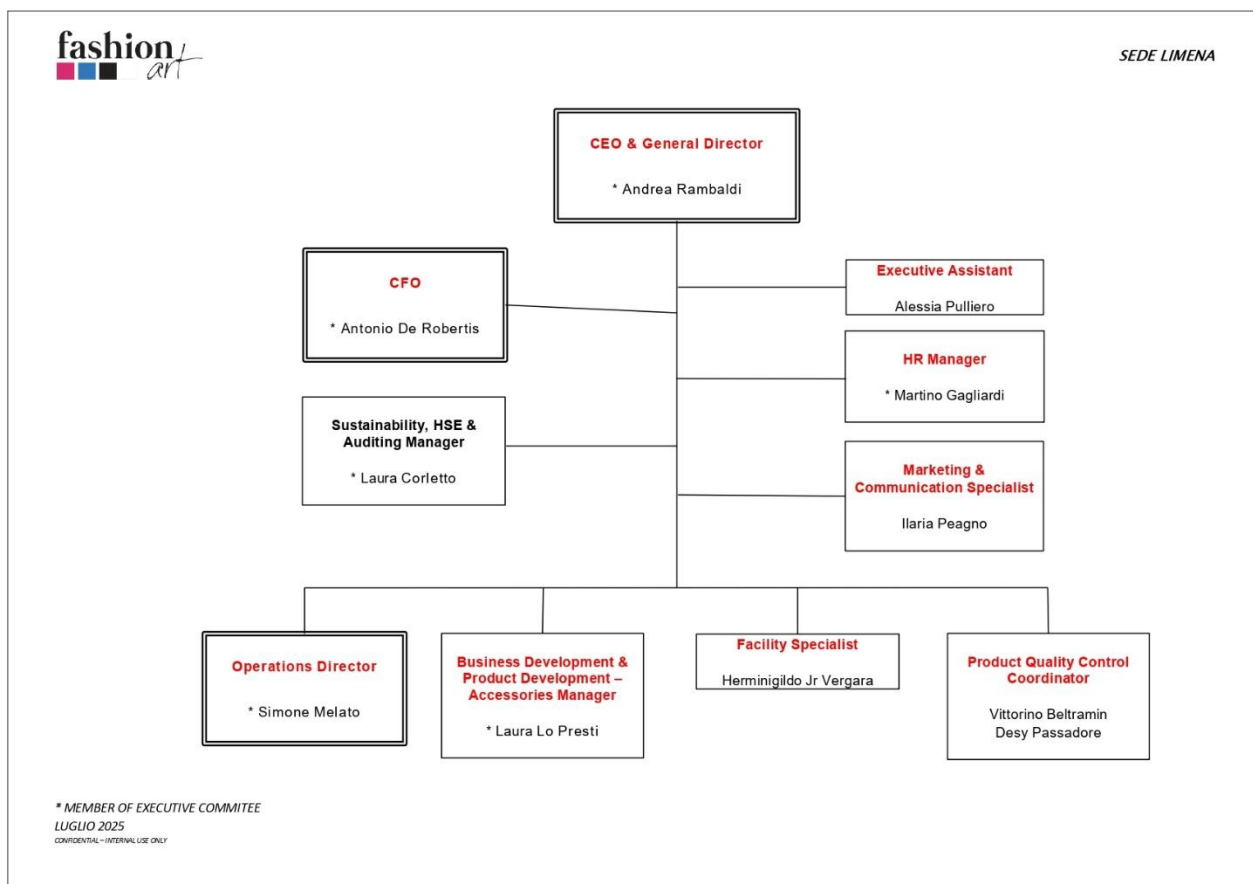 fashion
art
SEDE LIMENA
CEO & General Director
* Andrea Rambaldi
CFO
* Antonio De Robertis
Executive Assistant
Alessia Pulliero
HR Manager
* Martino Gagliardi
Sustainability, HSE &
Auditing Manager
* Laura Corletto
Marketing &
Communication Specialist
Ilaria Peagno
Operations Director
* Simone Melato
Business Development &
Product Development –
Accessories Manager
* Laura Lo Presti
Facility Specialist
Herminigildo Jr Vergara
Product Quality Control
Coordinator
Vittorino Beltramin
Desy Passadore
* MEMBER OF EXECUTIVE COMMITEE
LUGLIO 2025
CONFIDENTIAL – INTERNAL USE ONLY